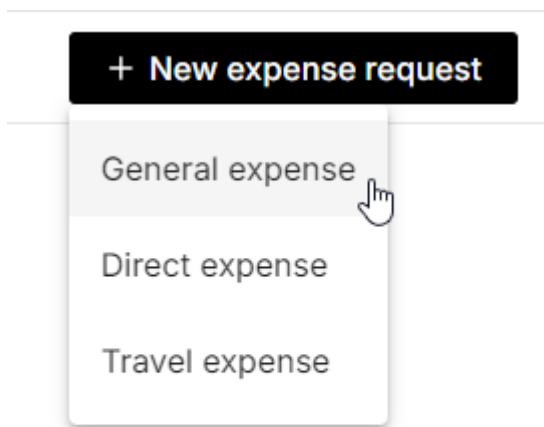 + New expense request
General expense
Direct expense
Travel expense